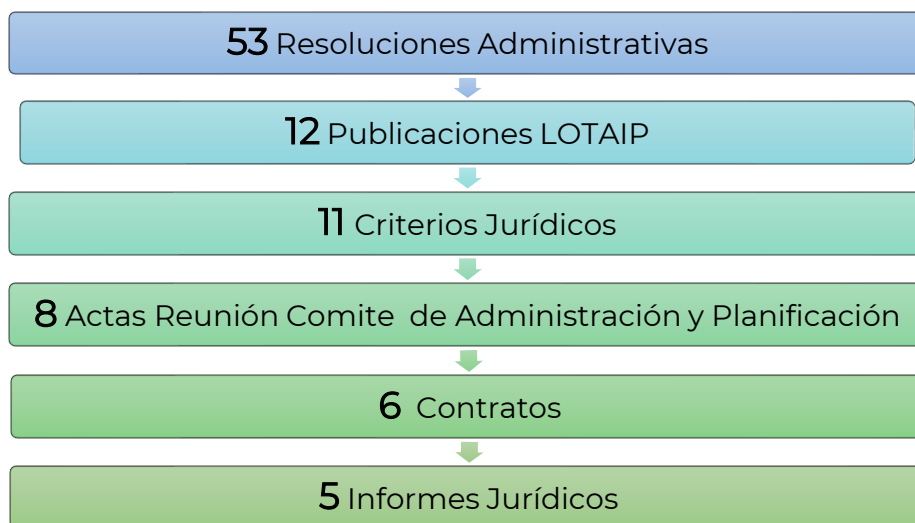 53 Resoluciones Administrativas
12 Publicaciones LOTAIP
11 Criterios Jurídicos
8 Actas Reunión Comite de Administración y Planificación
6 Contratos
5 Informes Jurídicos